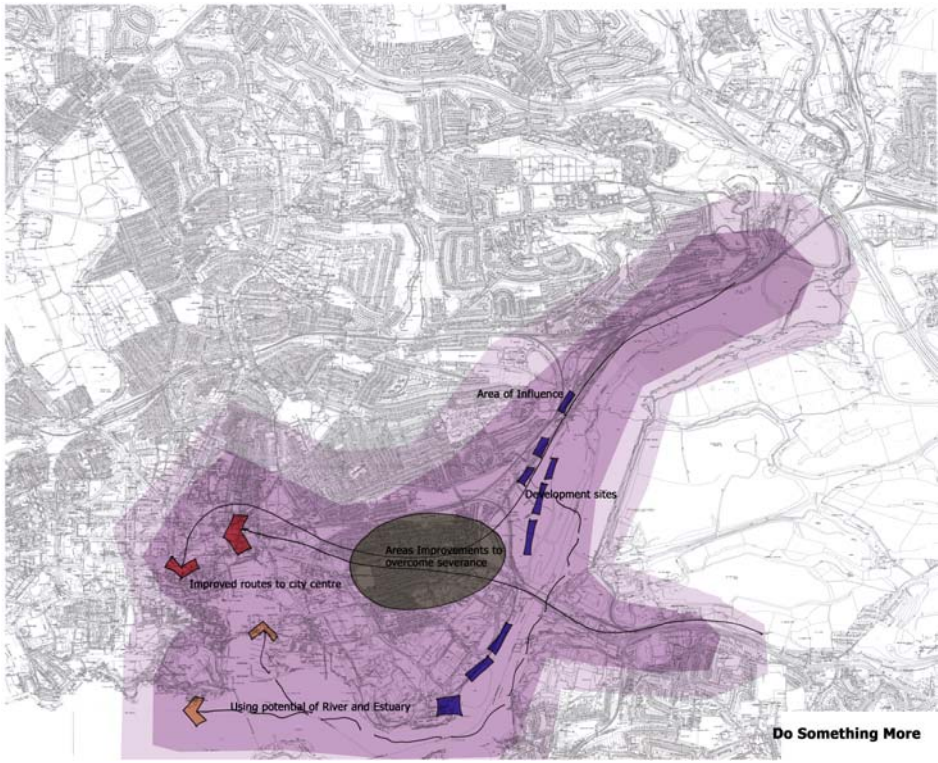 Area of Influence
Development sites
Areas Improvements to
overcome severance
Improved routes to city centre
Using potential of River and Estuary
Do Something More